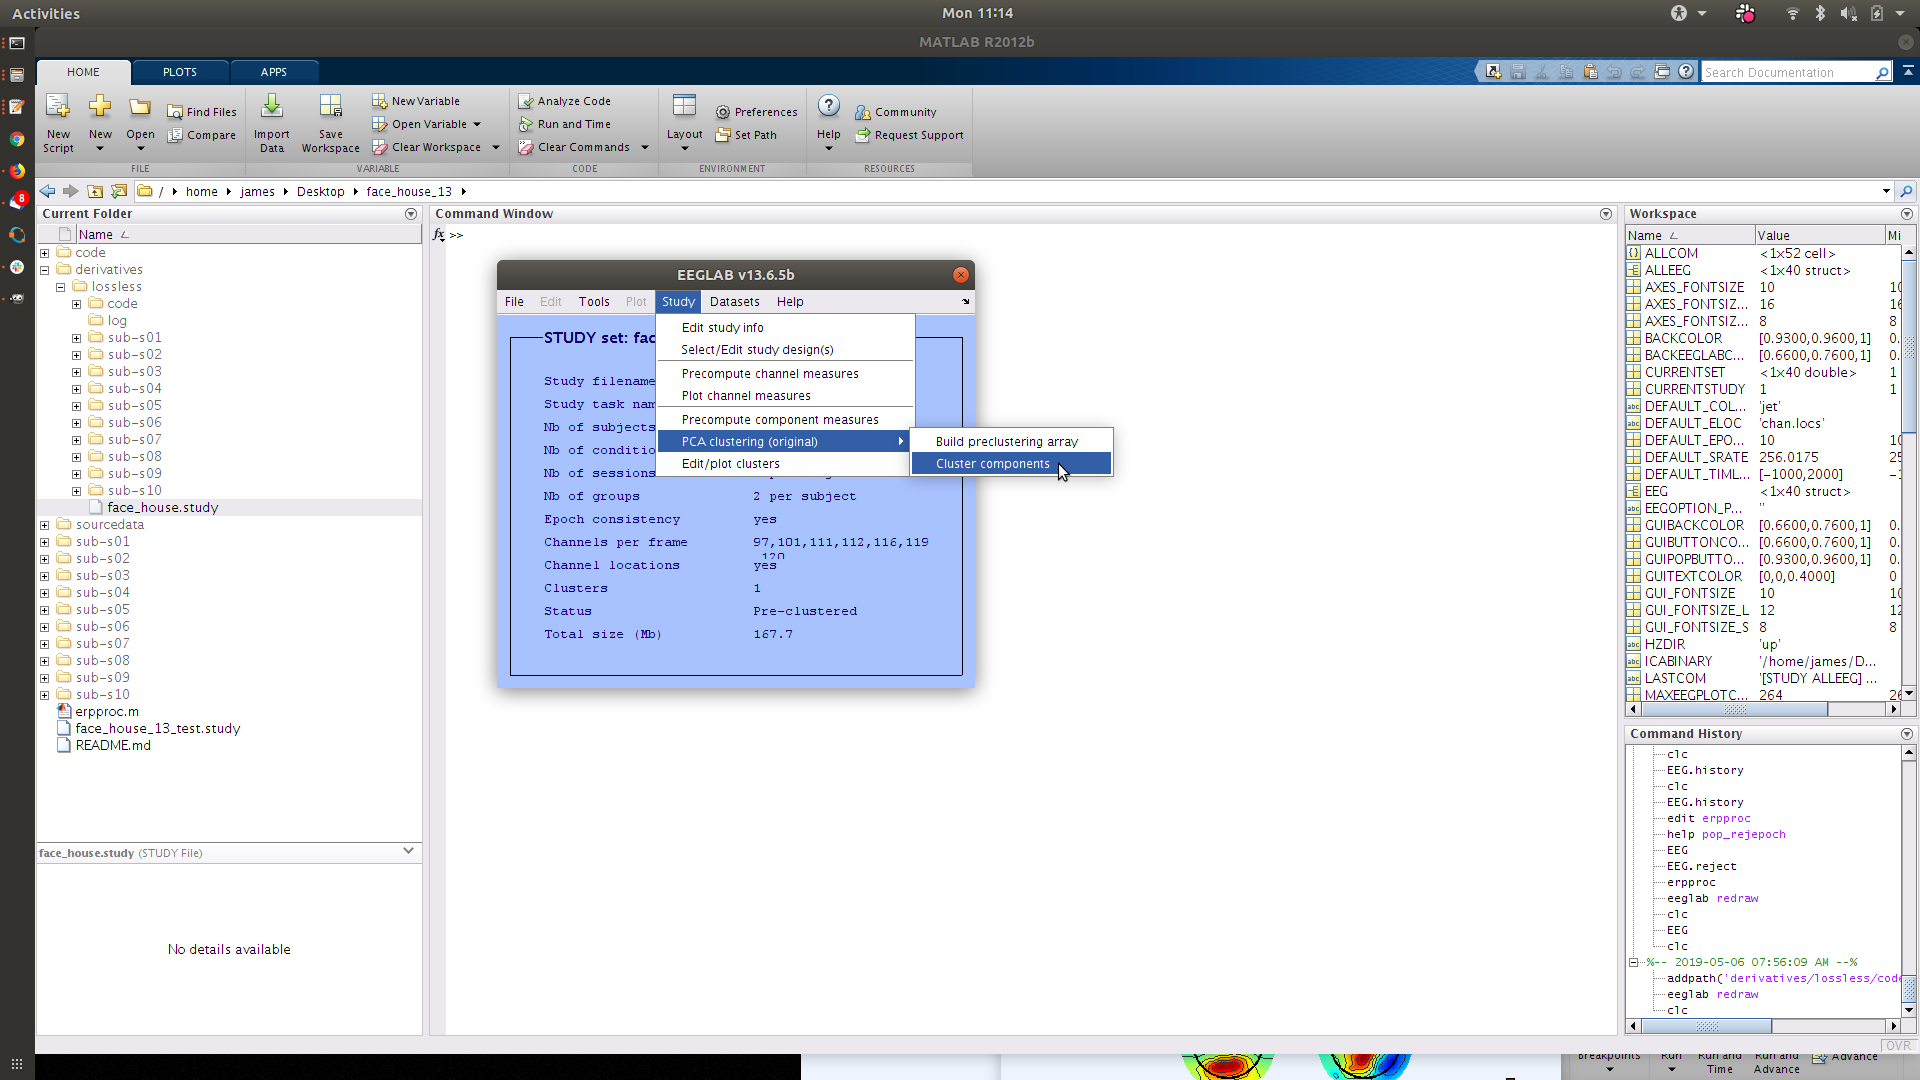 Activities
Mon 11:14
MATLAB R2012b
HOME
PLOTS
APPS
Search Documentation
New Script
New
Open
Find Files
Compare
FILE
Import Data
Save Workspace
New Variable
Open Variable
Clear Workspace
VARIABLE
Analyze Code
Run and Time
Clear Commands
CODE
Layout
Preferences
Set Path
ENVIRONMENT
Help
Community
Request Support
RESOURCES
/ home james Desktop face_house_13
8
Current Folder
Name
code
derivatives
lossless
code
log
sub-s01
sub-s02
sub-s03
sub-s04
sub-s05
sub-s06
sub-s07
sub-s08
sub-s09
sub-s10
face_house.study
sourcedata
sub-s01
sub-s02
sub-s03
sub-s04
sub-s05
sub-s06
sub-s07
sub-s08
sub-s09
sub-s10
erpproc.m
face_house_13_test.study
README.md
face_house.study (STUDY File)
No details available
Command Window
fx >>
EEGLAB v13.6.5b
File Edit Tools Plot Study Datasets Help
STUDY set: fac
Study filename
Study task nam
Nb of subjects
Nb of conditio
Nb of sessions
Nb of groups 2 per subject
Epoch consistency yes
Channels per frame 97,101,111,112,116,119
Channel locations yes
Clusters 1
Status Pre-clustered
Total size (Mb) 167.7
Edit study info
Select/Edit study design(s)
Precompute channel measures
Plot channel measures
Precompute component measures
PCA clustering (original)
Edit/plot clusters
Build preclustering array
Cluster components
Workspace
Name Value Mi
ALLCOM <1x52 cell>
ALLEEG <1x40 struct>
AXES_FONTSIZE 10 10
AXES_FONTSIZ... 16 16
AXES_FONTSIZ... 8 8
BACKCOLOR [0.9300,0.9600,1] 0.
BACKEEGLABC... [0.6600,0.7600,1] 0.
CURRENTSET <1x40 double> 1
CURRENTSTUDY 1 1
DEFAULT_COL... 'jet'
DEFAULT_ELOC 'chan.locs'
DEFAULT_EPO... 10 10
DEFAULT_SRATE 256.0175 25
DEFAULT_TIML... [-1000,2000] -1
EEG <1x40 struct>
EEGOPTION_P... ''
GUIBACKCOLOR [0.6600,0.7600,1] 0.
GUIBUTTONCO... [0.6600,0.7600,1] 0.
GUIPOPBUTTO... [0.9300,0.9600,1] 0.
GUITEXTCOLOR [0,0,0.4000] 0
GUI_FONTSIZE 10 10
GUI_FONTSIZE_L 12 12
GUI_FONTSIZE_S 8 8
HZDIR 'up'
ICABINARY '/home/james/D...
LASTCOM '[STUDY ALLEEG] ...
MAXEEGPLOTC... 264 26
Command History
clc
EEG.history
clc
EEG.history
edit erpproc
help pop_rejepoch
EEG
EEG.reject
erpproc
eeglab redraw
clc
EEG
clc
%-- 2019-05-06 07:56:09 AM --%
addpath('derivatives/lossless/code
eeglab redraw
clc
OVR
Breakpoints
Run
Run and Time
Run and Advance
Advance